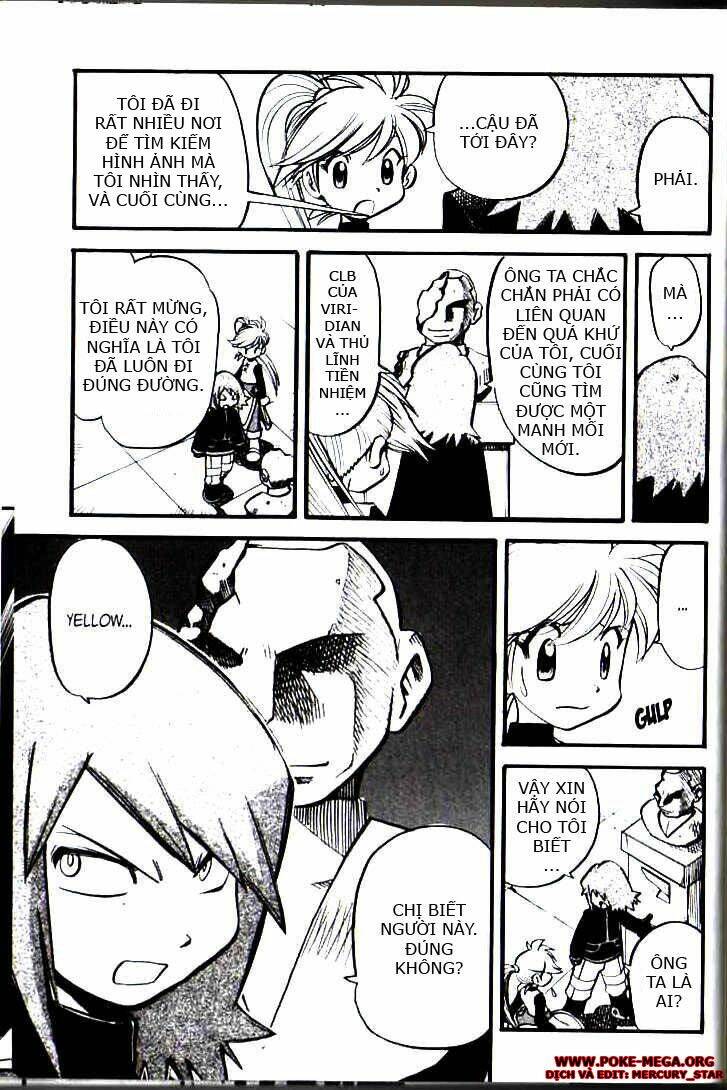 PHẢI.
...CẬU ĐÃ
TỚI ĐÂY?
TÔI ĐÃ ĐI
RẤT NHIỀU NƠI
ĐỂ TÌM KIẾM
HÌNH ẢNH MÀ
TÔI NHÌN THẤY,
VÀ CUỐI CÙNG...
MÀ
...
ÔNG TA CHẮC
CHẮN PHẢI CÓ
LIÊN QUAN
ĐẾN QUÁ KHỨ
CỦA TÔI, CUỐI
CÙNG TÔI
CŨNG TÌM
ĐƯỢC MỘT
MANH MỐI
MỚI.
CLB
CỦA
VIRI-
DIAN
VÀ THỦ
LĨNH
TIỀN
NHIỆM
...
TÔI RẤT MỪNG,
ĐIỀU NÀY CÓ
NGHĨA LÀ TÔI
ĐÃ LUÔN ĐI
ĐÚNG ĐƯỜNG.
...
GULP
VẬY XIN
HÃY NÓI
CHO TÔI
BIẾT
...
ÔNG
TA LÀ
AI?
YELLOW...
CHỊ BIẾT
NGƯỜI NÀY.
ĐÚNG
KHÔNG?
WWW.POKE-MEGA.ORG
DỊCH VÀ EDIT: MERCURY_STAR